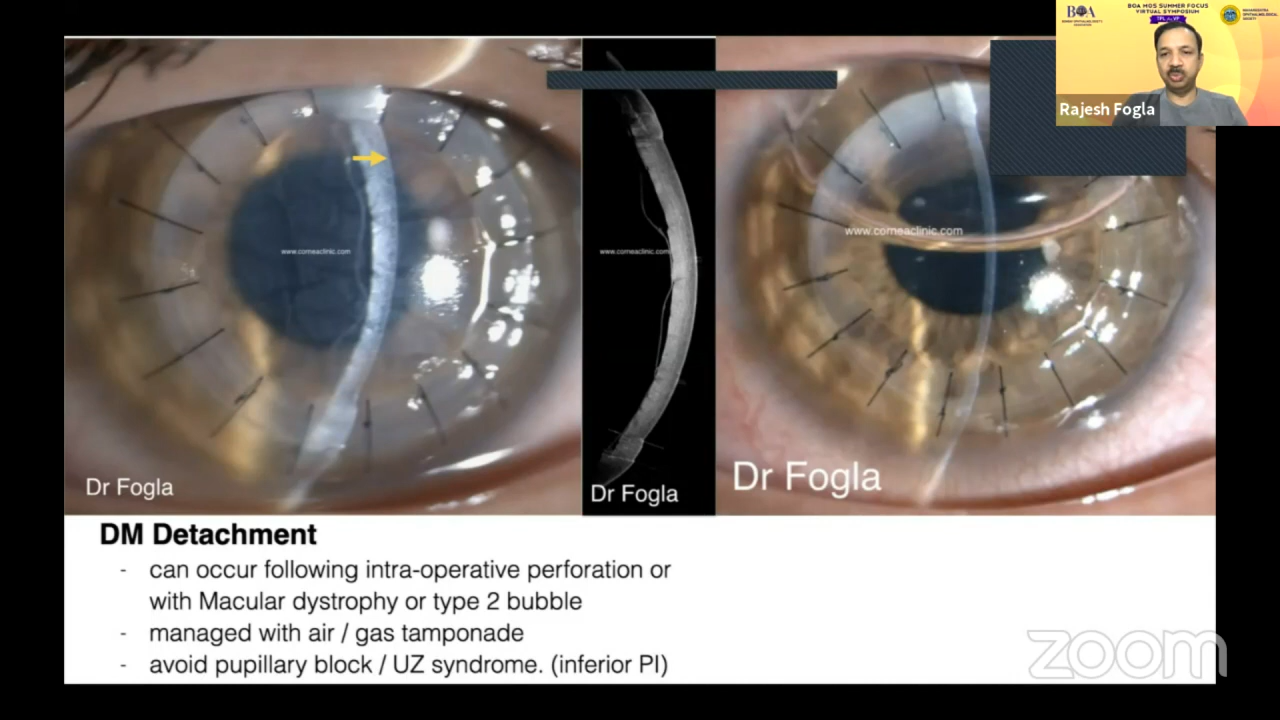 BOA MOS SUMMER FOCUS
VIRTUAL SYMPOSIUM
BOA
Rajesh Fogla
www.corneaclinic.com
www.corneaclinic.com
www.corneaclinic.com
Dr Fogla
Dr Fogla
Dr Fogla
DM Detachment
- can occur following intra-operative perforation or
with Macular dystrophy or type 2 bubble
- managed with air / gas tamponade
- avoid pupillary block / UZ syndrome. (inferior PI)
zoom